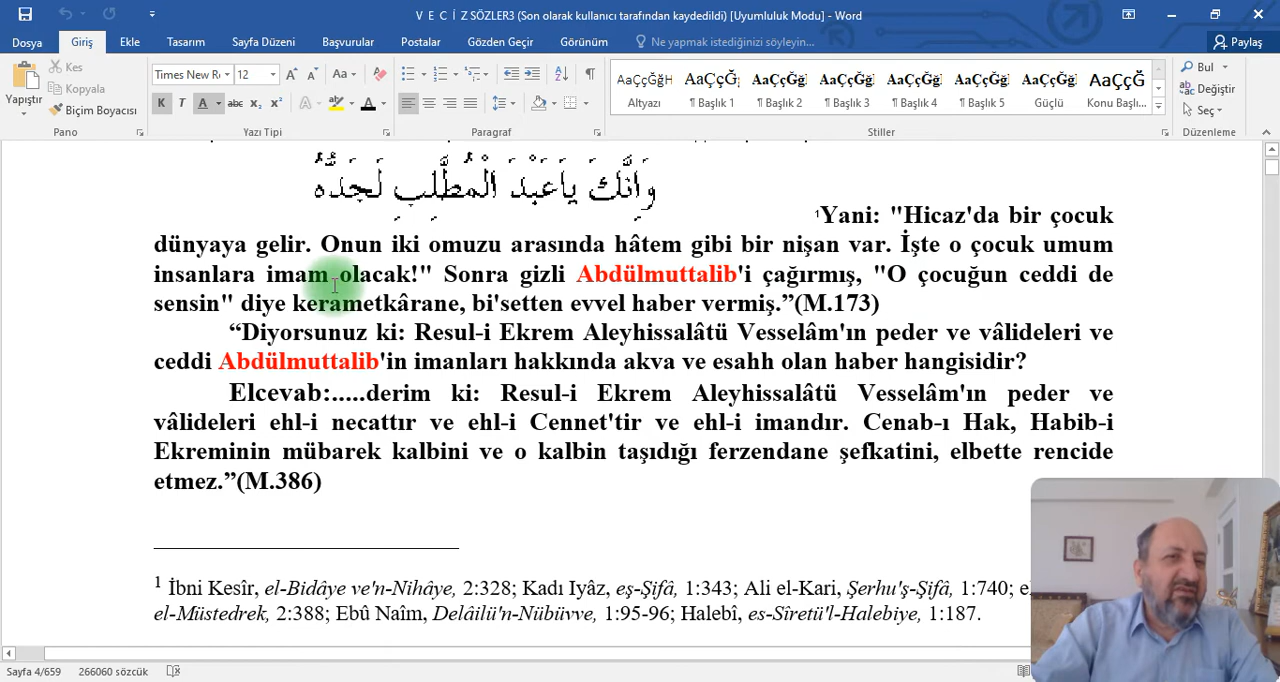 V E C İ Z SÖZLER3 (Son olarak kullanıcı tarafından kaydedildi) [Uyumluluk Modu] - Word
Dosya Giriş Ekle Tasarım Sayfa Düzeni Başvurular Postalar Gözden Geçir Görünüm Ne yapmak istediğinizi söyleyin... Paylaş
Yapıştır Kes Kopyala Biçim Boyacısı
Times New Ro 12
K T A abc x₂ x² A Aa
AaÇçĞğH AaÇçĞğ AaÇçĞğ AaÇçĞğ AaÇçĞğ AaÇçĞğ AaÇçĞğ AaÇçĞ
Altyazı ¶ Başlık 1 ¶ Başlık 2 ¶ Başlık 3 ¶ Başlık 4 ¶ Başlık 5 Güçlü Konu Başlı...
Bul Değiştir Seç
Pano Yazı Tipi Paragraf Stiller Düzenleme
وَاِنَّكَ يَاعَبْدَ الْمُطَّلِبِ لَجَدُّهُ
¹Yani: "Hicaz'da bir çocuk
dünyaya gelir. Onun iki omuzu arasında hâtem gibi bir nişan var. İşte o çocuk umum
insanlara imam olacak!" Sonra gizli Abdülmuttalib'i çağırmış, "O çocuğun ceddi de
sensin" diye kerametkârane, bi'setten evvel haber vermiş.”(M.173)
“Diyorsunuz ki: Resul-i Ekrem Aleyhissalâtü Vesselâm'ın peder ve vâlideleri ve
ceddi Abdülmuttalib'in imanları hakkında akva ve esahh olan haber hangisidir?
Elcevab:.....derim ki: Resul-i Ekrem Aleyhissalâtü Vesselâm'ın peder ve
vâlideleri ehl-i necattır ve ehl-i Cennet'tir ve ehl-i imandır. Cenab-ı Hak, Habib-i
Ekreminin mübarek kalbini ve o kalbin taşıdığı ferzendane şefkatini, elbette rencide
etmez.”(M.386)
¹ İbni Kesîr, el-Bidâye ve'n-Nihâye, 2:328; Kadı Iyâz, eş-Şifâ, 1:343; Ali el-Kari, Şerhu'ş-Şifâ, 1:740;
el-Müstedrek, 2:388; Ebû Naîm, Delâilü'n-Nübüvve, 1:95-96; Halebî, es-Sîretü'l-Halebiye, 1:187.
Sayfa 4/659 266060 sözcük